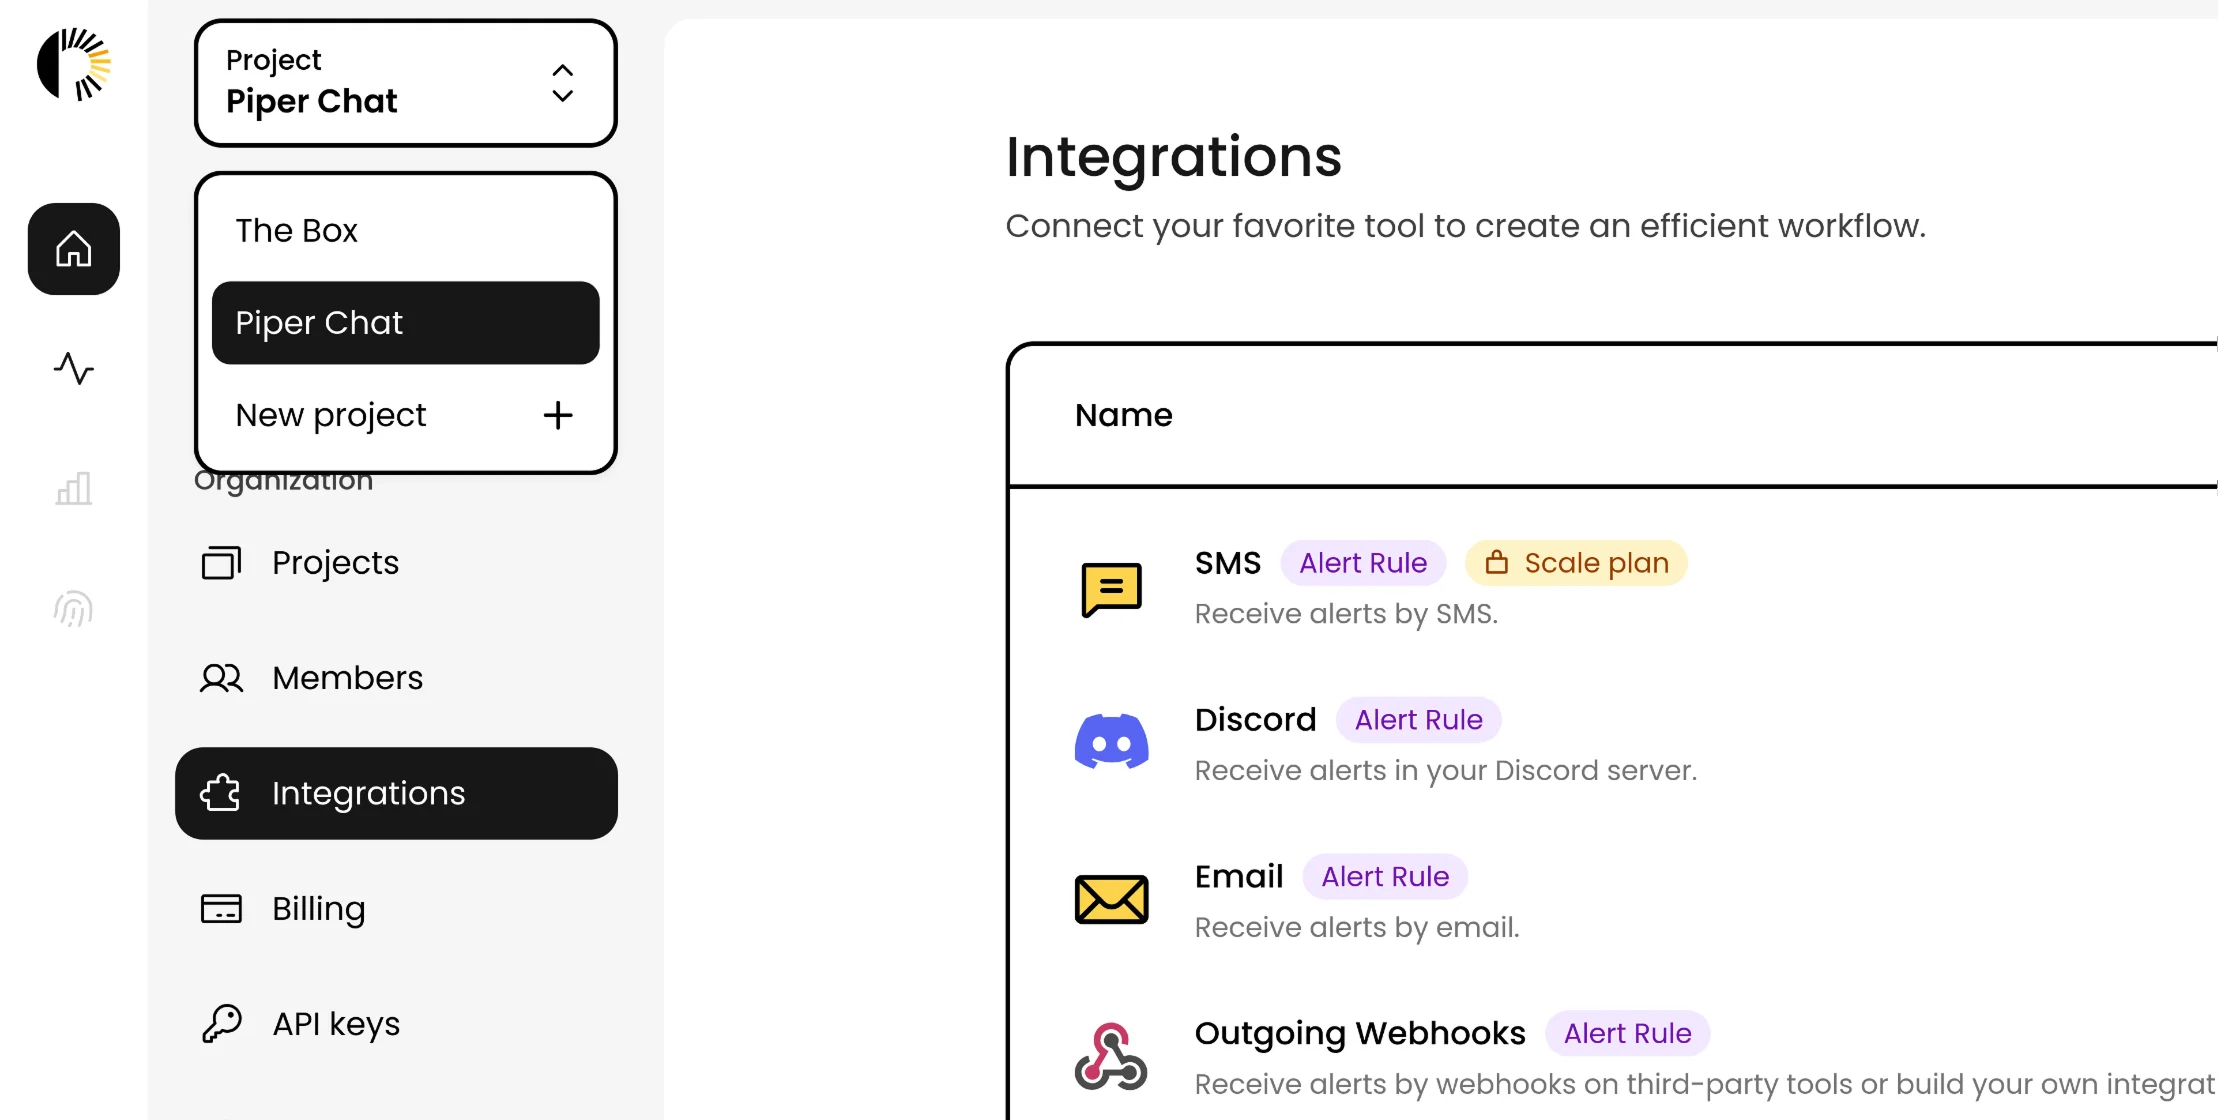 Project
Piper Chat
The Box
Piper Chat
New project
Organization
Projects
Members
Integrations
Billing
API keys
Integrations
Connect your favorite tool to create an efficient workflow.
Name
SMS Alert Rule Scale plan
Receive alerts by SMS.
Discord Alert Rule
Receive alerts in your Discord server.
Email Alert Rule
Receive alerts by email.
Outgoing Webhooks Alert Rule
Receive alerts by webhooks on third-party tools or build your own integrat